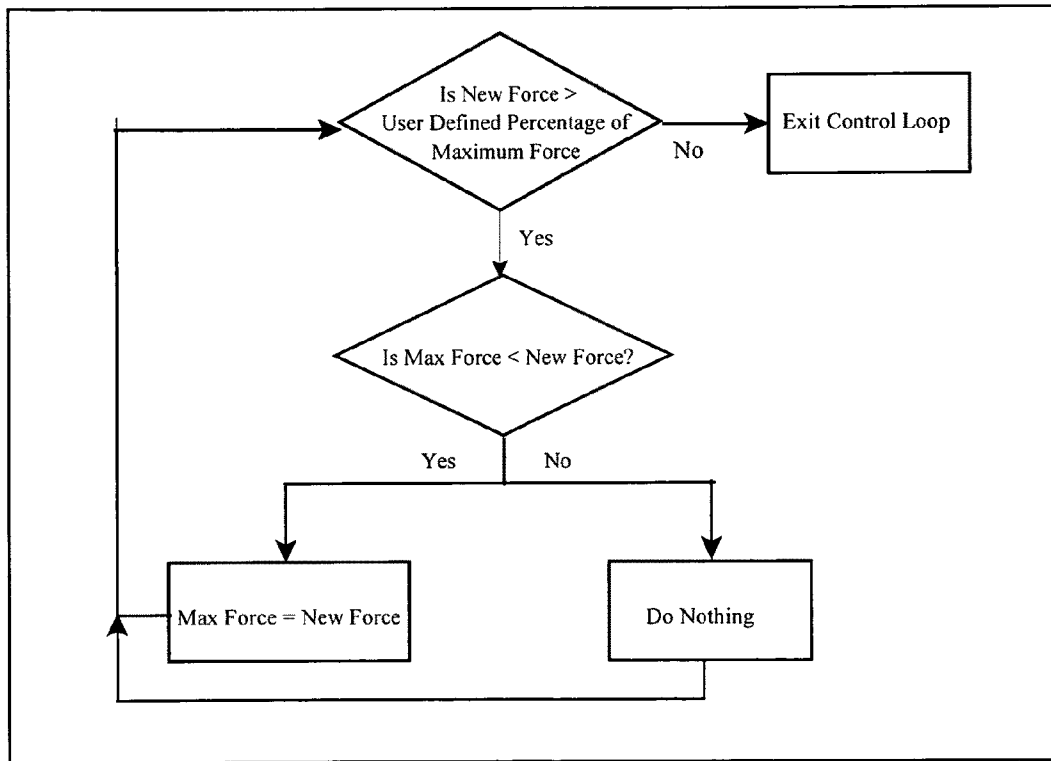 Is New Force >
User Defined Percentage of
Maximum Force
No
Exit Control Loop
Yes
Is Max Force < New Force?
Yes
No
Max Force = New Force
Do Nothing